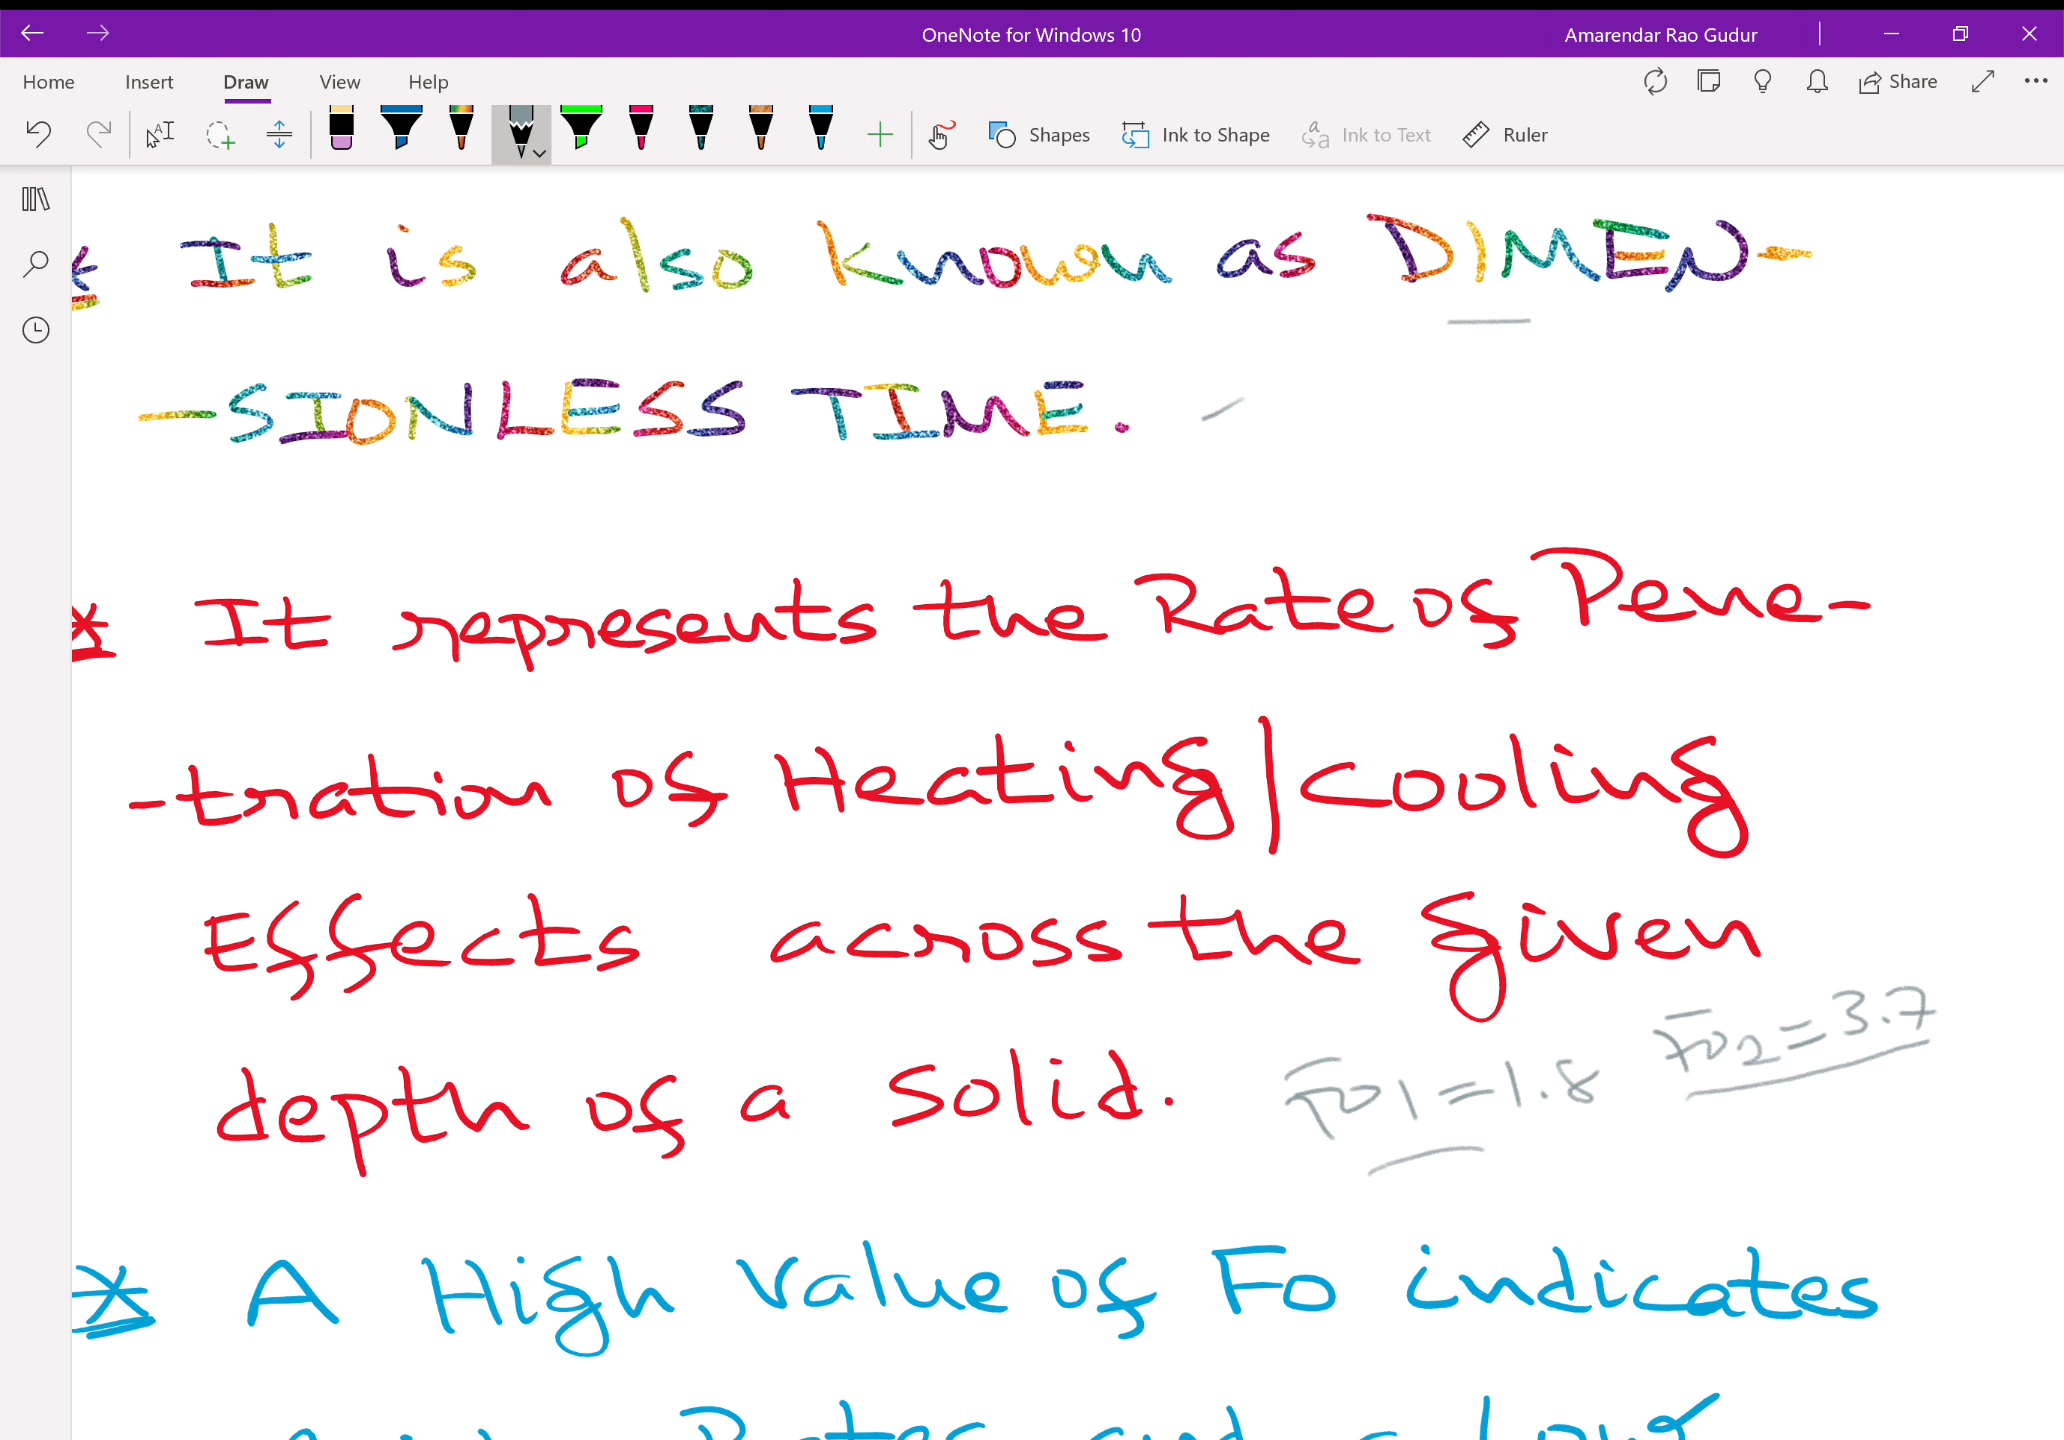 OneNote for Windows 10
Amarendar Rao Gudur
Home Insert Draw View Help
Share
Shapes Ink to Shape Ink to Text Ruler
* It is also known as DIMEN-
-SIONLESS TIME.
* It represents the Rate of Pene-
-tration of Heating/cooling
Effects across the given
depth of a solid. Fo1=1.8 Fo2=3.7
* A High value of Fo indicates